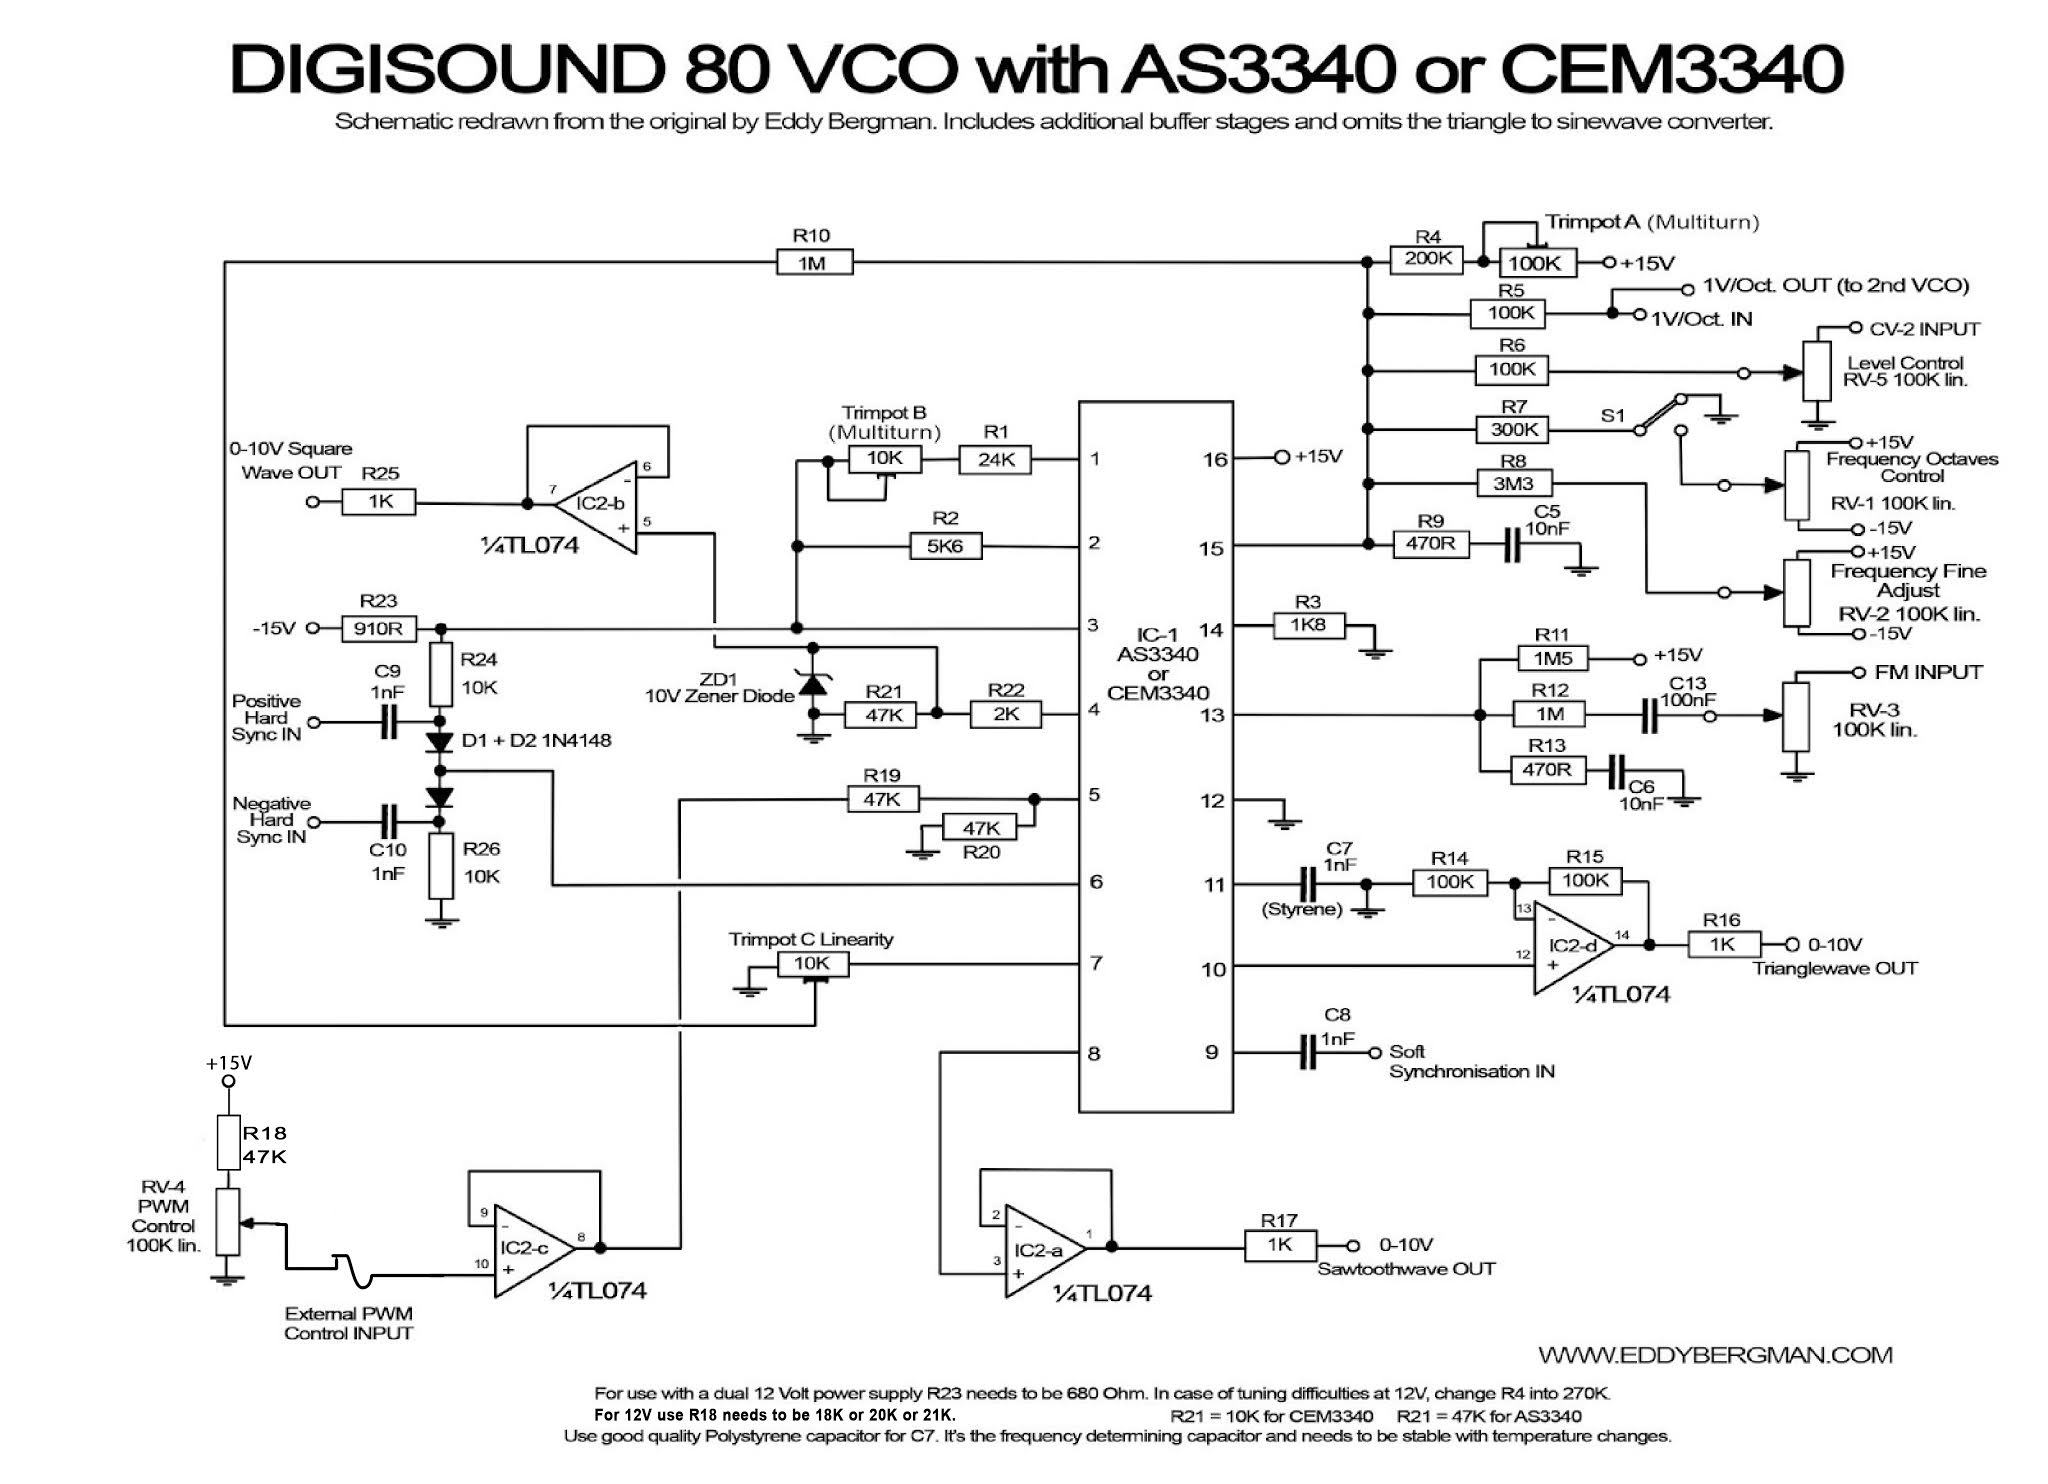 DIGISOUND 80 VCO with AS3340 or CEM3340
Schematic redrawn from the original by Eddy Bergman. Includes additional buffer stages and omits the triangle to sinewave converter.
R10
1M
R4
200K
Trimpot A (Multiturn)
100K
+15V
R5
100K
1V/Oct. OUT (to 2nd VCO)
1V/Oct. IN
R6
100K
CV-2 INPUT
Level Control
RV-5 100K lin.
R7
300K
S1
+15V
Frequency Octaves
Control
RV-1 100K lin.
-15V
R8
3M3
R9
470R
C5
10nF
+15V
Frequency Fine
Adjust
RV-2 100K lin.
-15V
0-10V Square
Wave OUT
R25
1K
7
6
-
IC2-b
5
+
¼TL074
Trimpot B
(Multiturn)
10K
R1
24K
R2
5K6
1
2
3
4
5
6
7
8
IC-1
AS3340
or
CEM3340
16
15
14
13
12
11
10
9
+15V
R3
1K8
R11
1M5
+15V
R12
1M
C13
100nF
FM INPUT
RV-3
100K lin.
R13
470R
C6
10nF
-15V
R23
910R
R24
10K
C9
1nF
Positive
Hard
Sync IN
D1 + D2 1N4148
Negative
Hard
Sync IN
C10
1nF
R26
10K
ZD1
10V Zener Diode
R21
47K
R22
2K
R19
47K
47K
R20
Trimpot C Linearity
10K
C7
1nF
(Styrene)
R14
100K
R15
100K
13
-
IC2-d
12
+
14
¼TL074
R16
1K
0-10V
Trianglewave OUT
C8
1nF
Soft
Synchronisation IN
+15V
R18
47K
RV-4
PWM
Control
100K lin.
External PWM
Control INPUT
9
-
IC2-c
10
+
8
¼TL074
2
-
IC2-a
3
+
1
¼TL074
R17
1K
0-10V
Sawtoothwave OUT
WWW.EDDYBERGMAN.COM
For use with a dual 12 Volt power supply R23 needs to be 680 Ohm. In case of tuning difficulties at 12V, change R4 into 270K.
For 12V use R18 needs to be 18K or 20K or 21K. R21 = 10K for CEM3340 R21 = 47K for AS3340
Use good quality Polystyrene capacitor for C7. It's the frequency determining capacitor and needs to be stable with temperature changes.